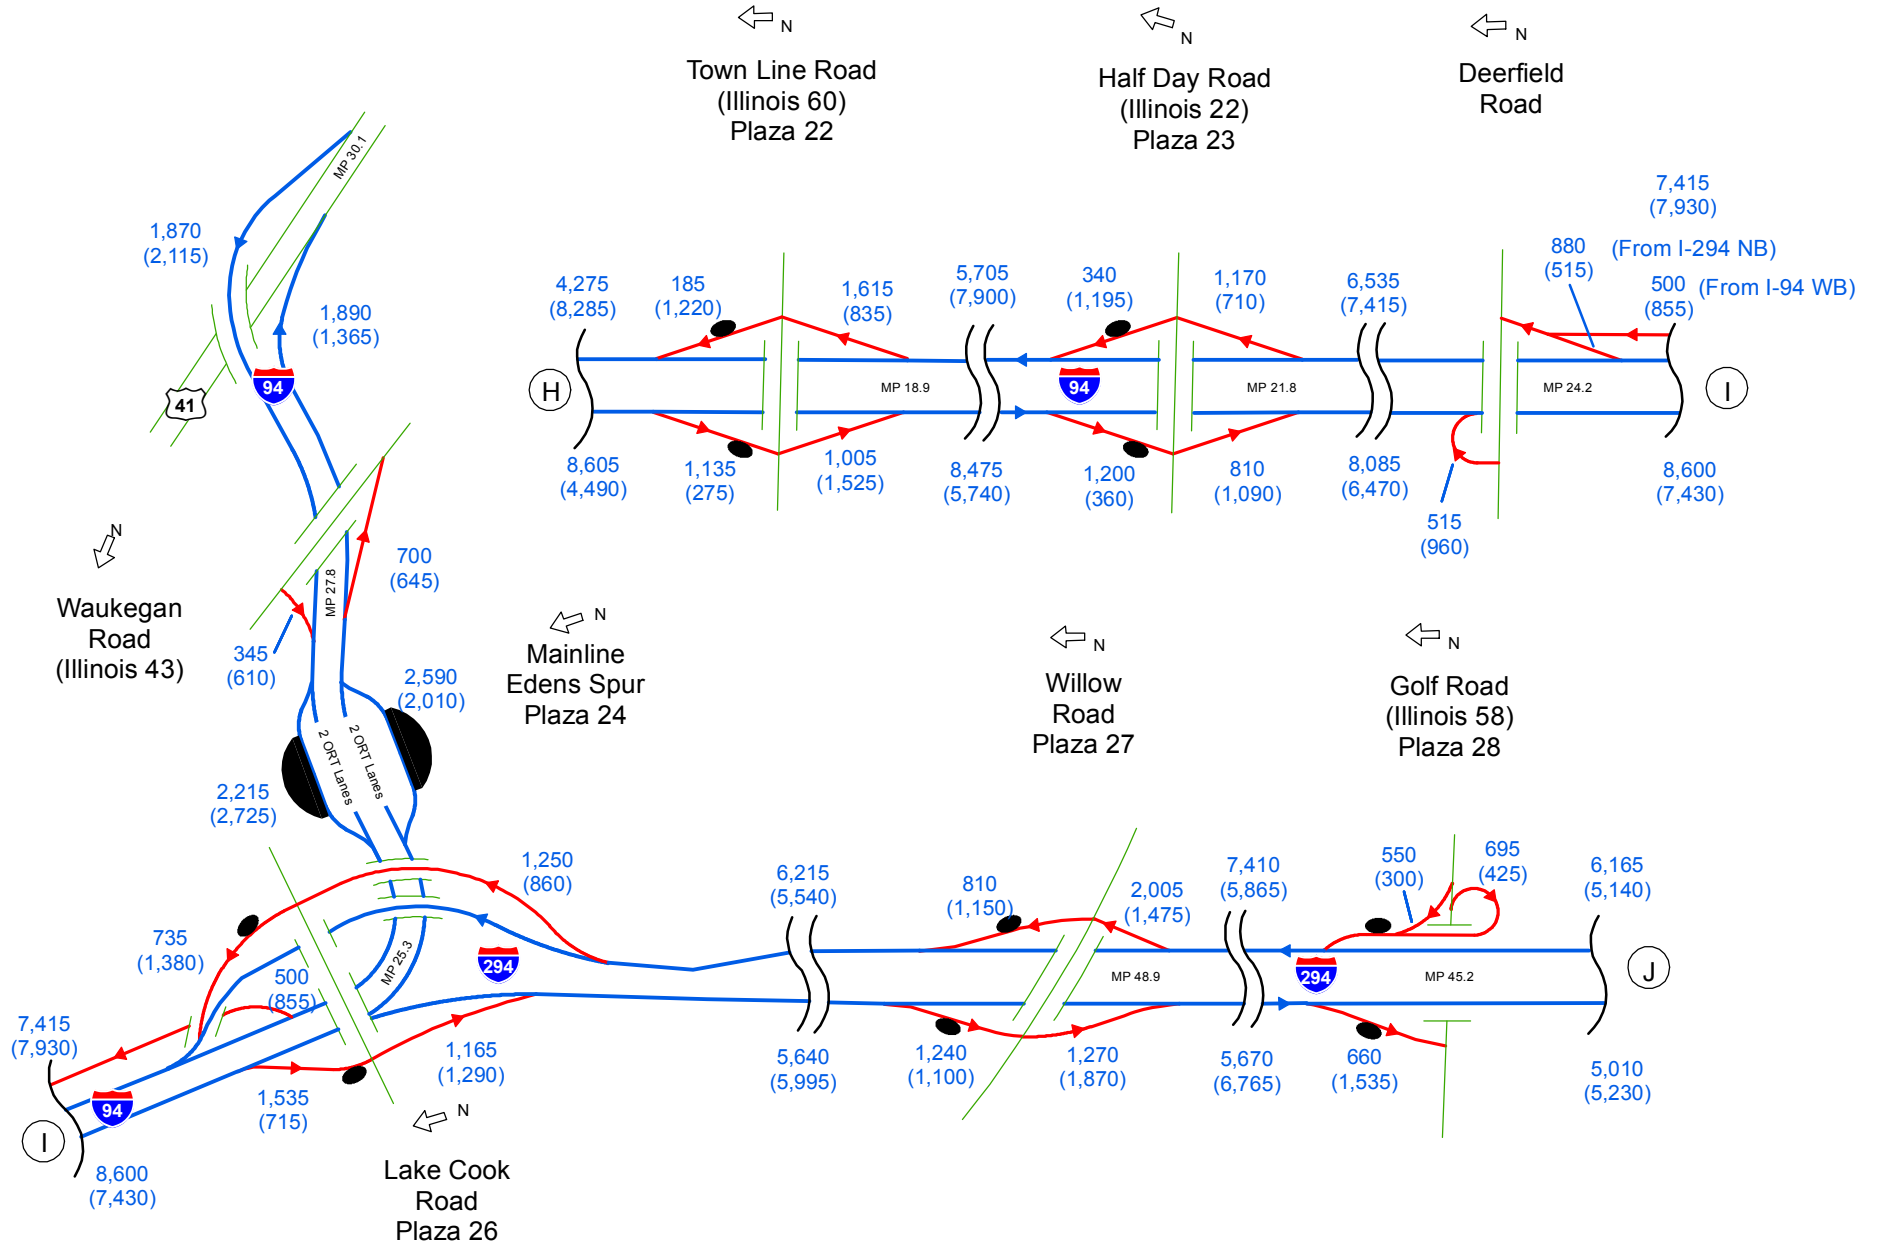 N
Town Line Road
(Illinois 60)
Plaza 22
N
Half Day Road
(Illinois 22)
Plaza 23
N
Deerfield
Road
MP 30.1
1,870
(2,115)
1,890
(1,365)
94
41
4,275
(8,285)
185
(1,220)
1,615
(835)
5,705
(7,900)
340
(1,195)
1,170
(710)
6,535
(7,415)
880
(515)
7,415
(7,930)
(From I-294 NB)
500
(855)
(From I-94 WB)
H
MP 18.9
94
MP 21.8
MP 24.2
I
8,605
(4,490)
1,135
(275)
1,005
(1,525)
8,475
(5,740)
1,200
(360)
810
(1,090)
8,085
(6,470)
515
(960)
8,600
(7,430)
N
Waukegan
Road
(Illinois 43)
MP 27.8
700
(645)
345
(610)
2,590
(2,010)
2 ORT Lanes
2 ORT Lanes
2,215
(2,725)
N
Mainline
Edens Spur
Plaza 24
N
Willow
Road
Plaza 27
N
Golf Road
(Illinois 58)
Plaza 28
1,250
(860)
735
(1,380)
500
(855)
MP 25.3
294
6,215
(5,540)
810
(1,150)
2,005
(1,475)
7,410
(5,865)
550
(300)
695
(425)
6,165
(5,140)
MP 48.9
294
MP 45.2
J
7,415
(7,930)
94
I
8,600
(7,430)
1,535
(715)
1,165
(1,290)
5,640
(5,995)
1,240
(1,100)
1,270
(1,870)
5,670
(6,765)
660
(1,535)
5,010
(5,230)
N
Lake Cook
Road
Plaza 26